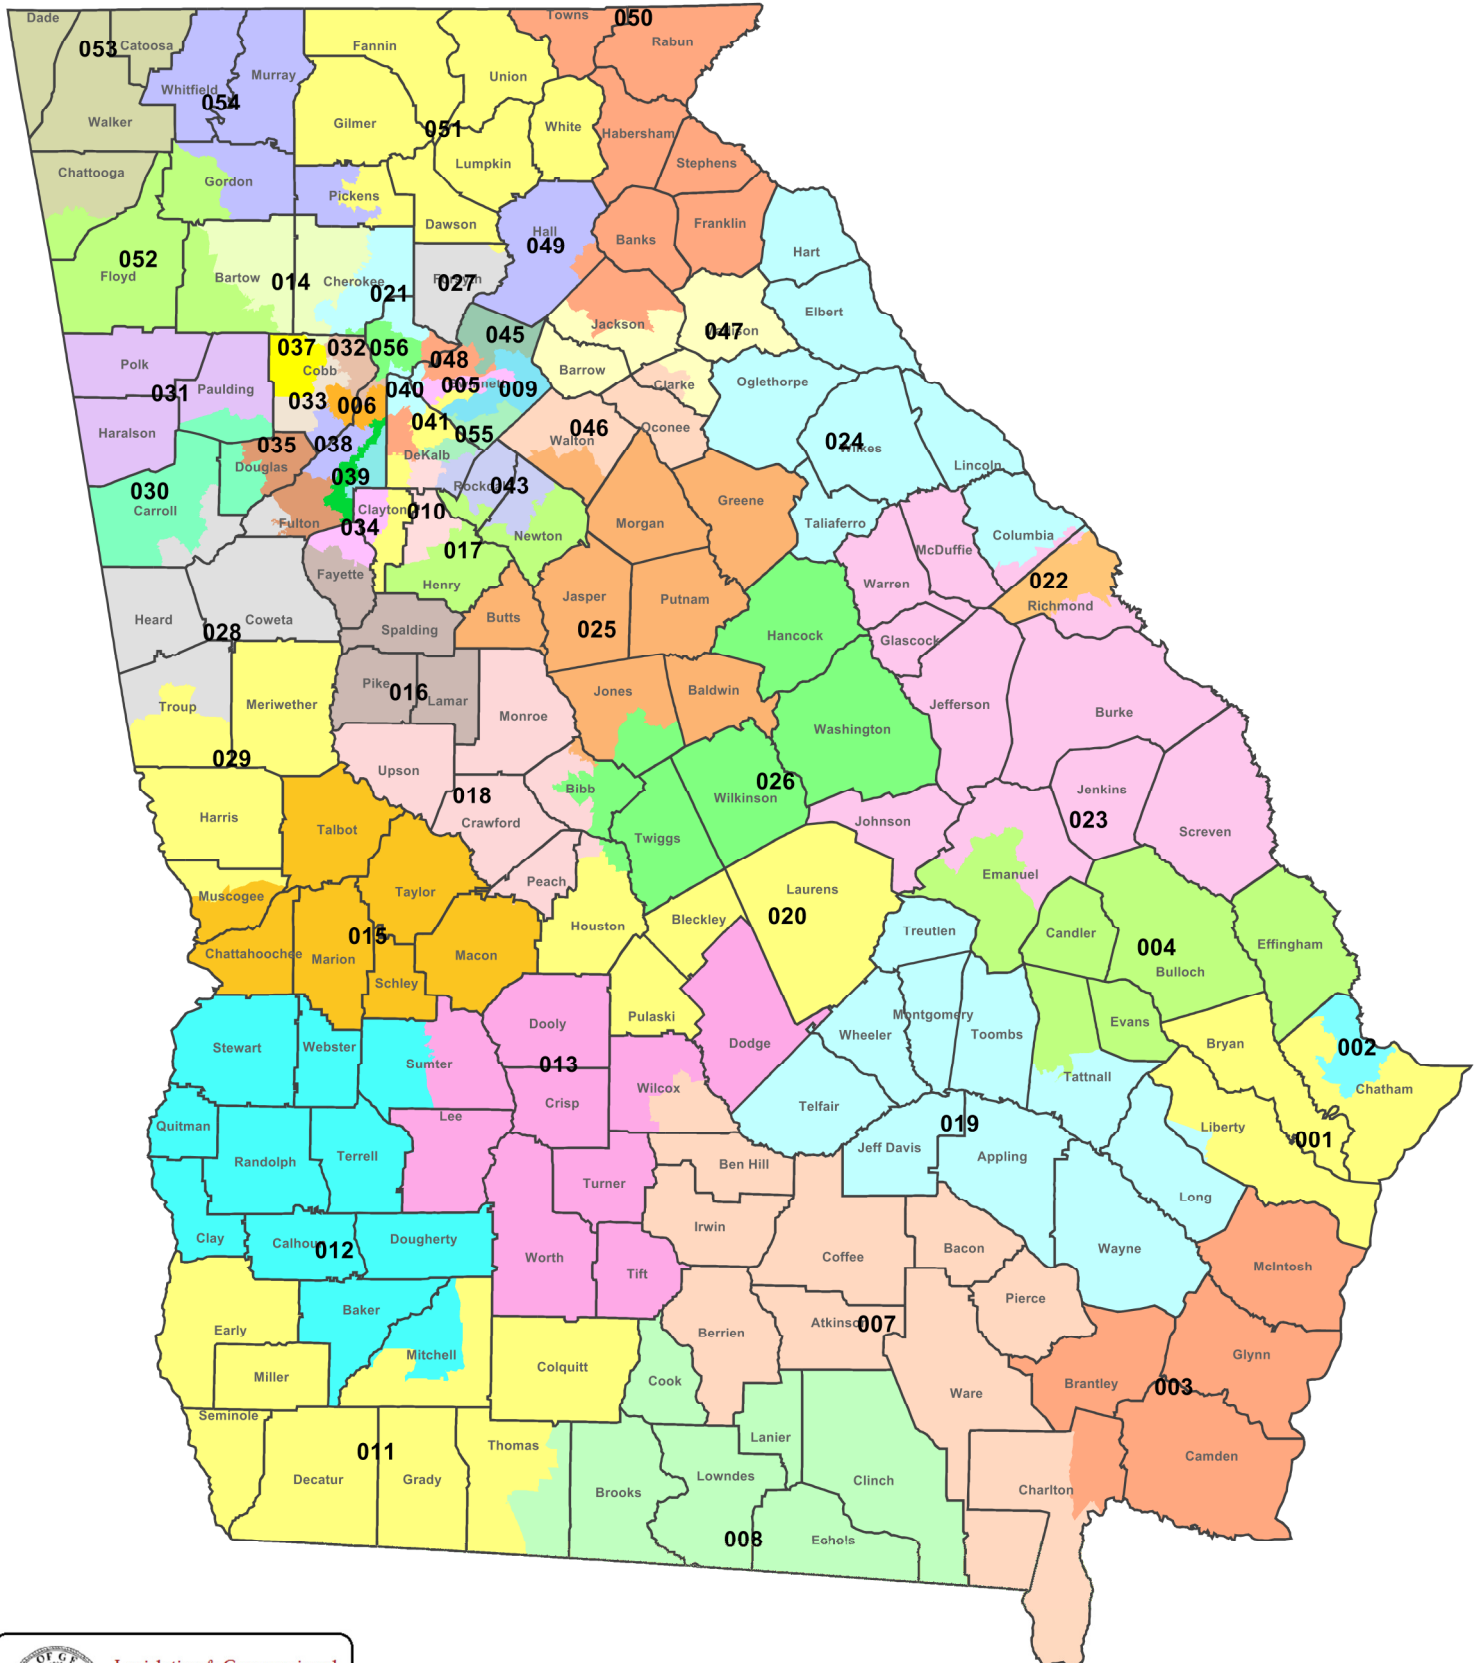 Dade
053
Catoosa
Walker
Chattooga
Whitfield
054
Murray
Fannin
Union
Gilmer
051
White
Lumpkin
Towns
050
Rabun
Habersham
Stephens
Gordon
Pickens
Dawson
Hall
049
Banks
Franklin
Hart
052
Floyd
Bartow
014
Cherokee
021
027
Jackson
047
Elbert
037
032
056
045
048
Cobb
Polk
031
Paulding
Haralson
033
006
040
005
009
Barrow
Clarke
Oglethorpe
041
055
046
Walton
Oconee
024
Lincoln
035
038
Douglas
DeKalb
039
043
030
Carroll
Fulton
034
Clayton
010
017
Henry
Newton
Morgan
Greene
Taliaferro
Columbia
McDuffie
Warren
022
Richmond
Fayette
Heard
028
Coweta
Spalding
Butts
Jasper
025
Putnam
Hancock
Glascock
Troup
Meriwether
029
Pike
016
Lamar
Monroe
Jones
Baldwin
Washington
Jefferson
Burke
Harris
Talbot
Upson
018
Crawford
Bibb
Twiggs
Wilkinson
026
Johnson
Jenkins
023
Screven
Muscogee
Taylor
Peach
Houston
Bleckley
Laurens
020
Emanuel
Treutlen
Candler
004
Bulloch
Effingham
Chattahoochee
Marion
015
Schley
Macon
Dooly
013
Pulaski
Dodge
Wheeler
Montgomery
Toombs
Evans
Tattnall
Bryan
002
Chatham
Stewart
Webster
Sumter
Crisp
Wilcox
Telfair
Quitman
Randolph
Terrell
Lee
Turner
Ben Hill
Jeff Davis
019
Appling
Liberty
001
Long
Clay
012
Dougherty
Worth
Tift
Irwin
Coffee
Bacon
Wayne
McIntosh
Early
Baker
Miller
Mitchell
Colquitt
Berrien
007
Pierce
Cook
Ware
Brantley
003
Glynn
Seminole
Decatur
011
Grady
Thomas
Brooks
Lowndes
Lanier
008
Echols
Clinch
Charlton
Camden
OF GE